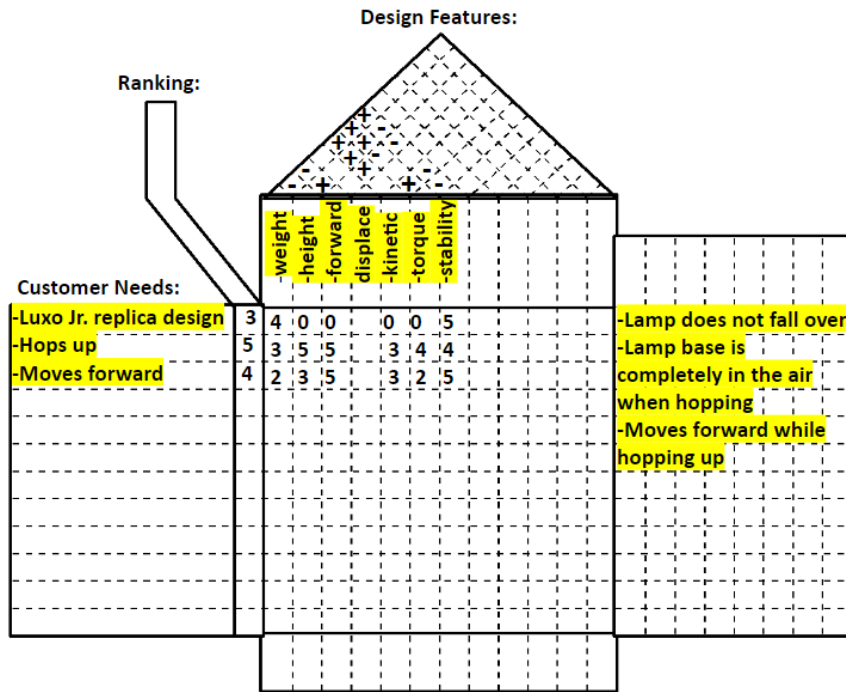 Design Features:
Ranking:
+
+ -
+ + -
+ -
- + -
- + + -
-weight
-height
-forward
displace
-kinetic
-torque
-stability
Customer Needs:
-Luxo Jr. replica design 3 4 0 0 0 0 5
-Hops up 5 3 5 5 3 4 4
-Moves forward 4 2 3 5 3 2 5
-Lamp does not fall over
-Lamp base is
completely in the air
when hopping
-Moves forward while
hopping up